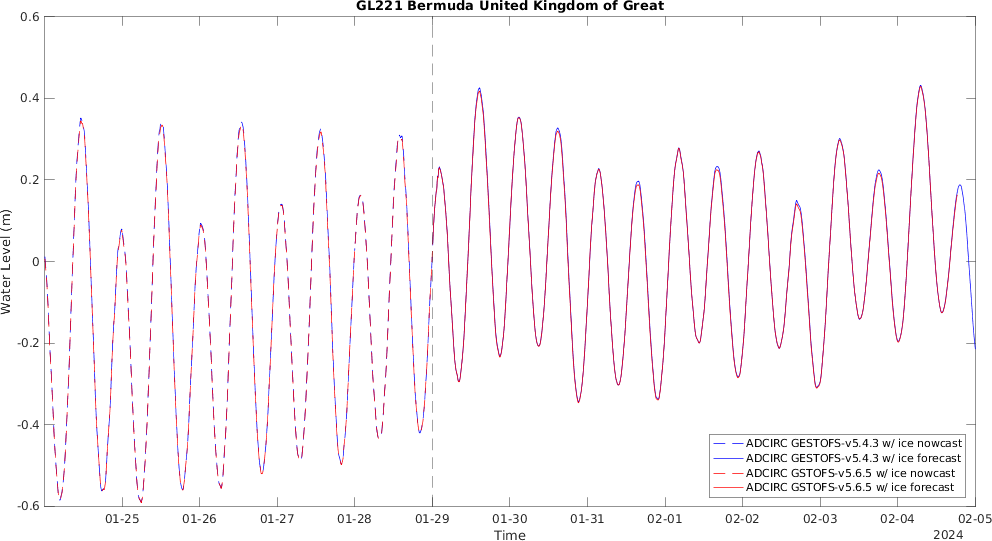 GL221 Bermuda United Kingdom of Great
0.6
0.4
0.2
0
-0.2
-0.4
-0.6
Water Level (m)
ADCIRC GESTOFS-v5.4.3 w/ ice nowcast
ADCIRC GESTOFS-v5.4.3 w/ ice forecast
ADCIRC GSTOFS-v5.6.5 w/ ice nowcast
ADCIRC GSTOFS-v5.6.5 w/ ice forecast
01-25 01-26 01-27 01-28 01-29 01-30 01-31 02-01 02-02 02-03 02-04 02-05
Time
2024